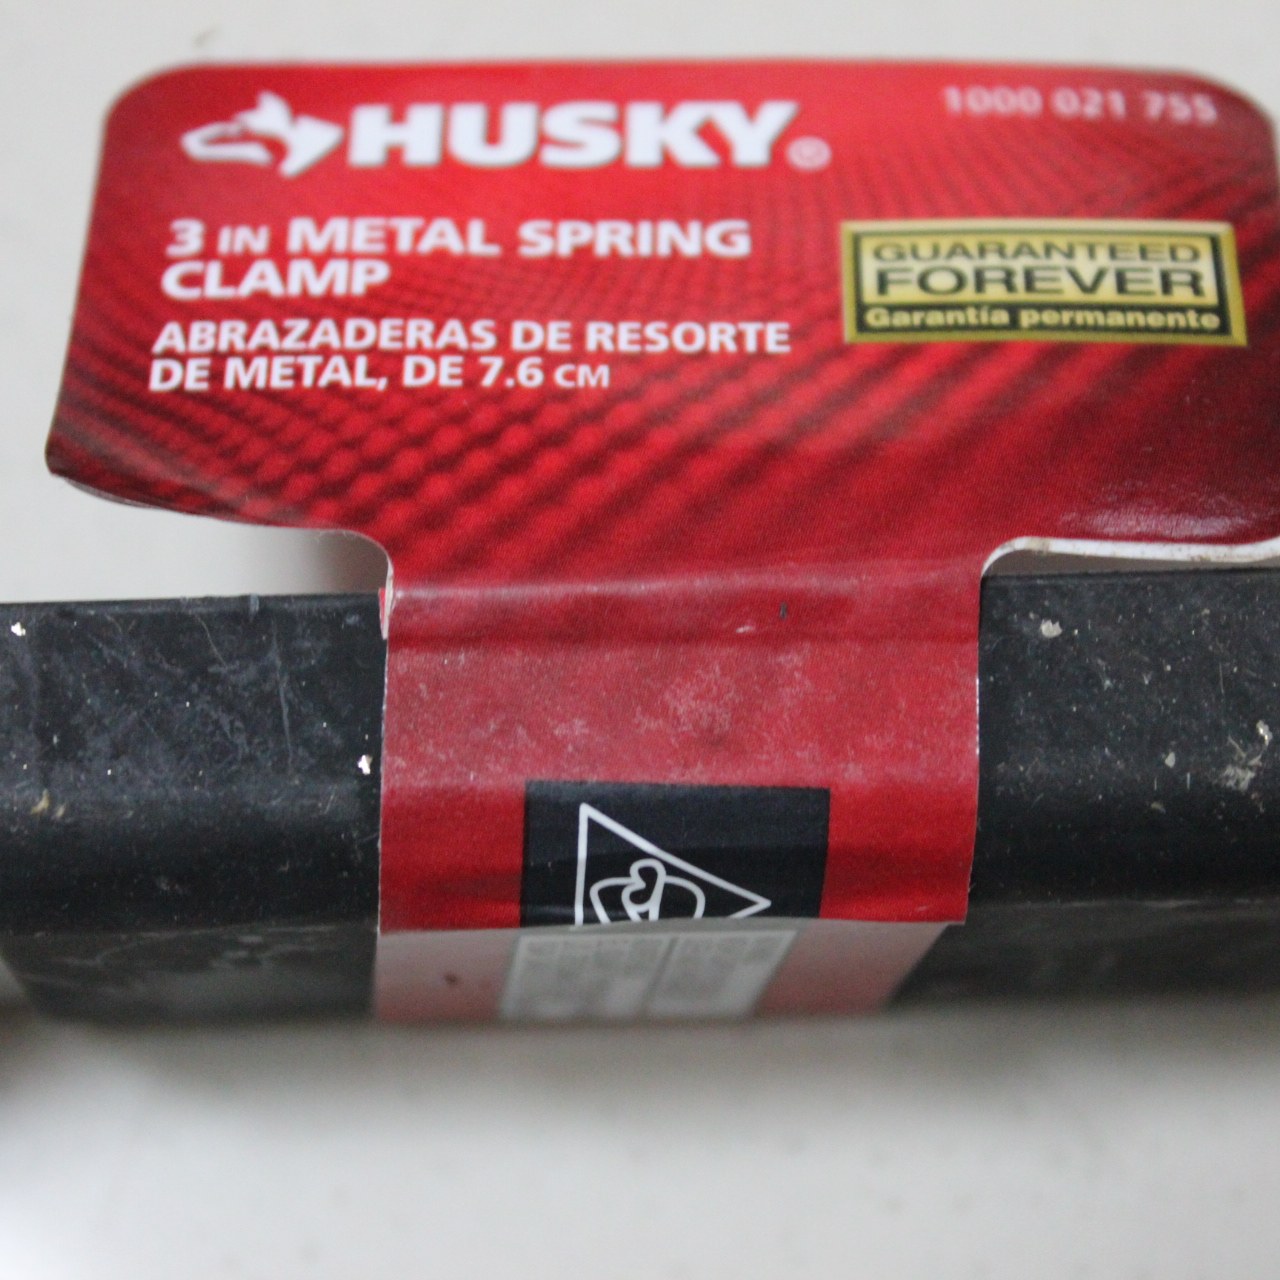 HUSKY®
1000 021 755
3 IN METAL SPRING
CLAMP
ABRAZADERAS DE RESORTE
DE METAL, DE 7.6 CM
GUARANTEED
FOREVER
Garantía permanente